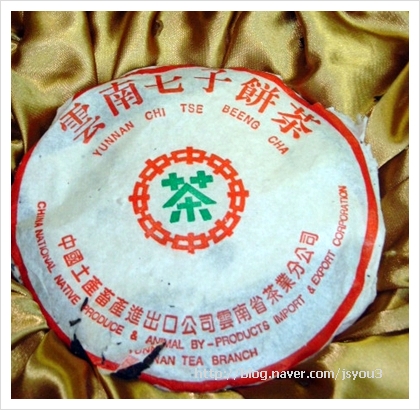 雲南七子餅茶
YUNNAN CHI TSE BEENG CHA
茶
中國土產畜產進出口公司雲南省茶業分公司
CHINA NATIONAL NATIVE PRODUCE & ANIMAL BY-PRODUCTS IMPORT & EXPORT CORPORATION
YUNNAN TEA BRANCH
http://blog.naver.com/jsyou3